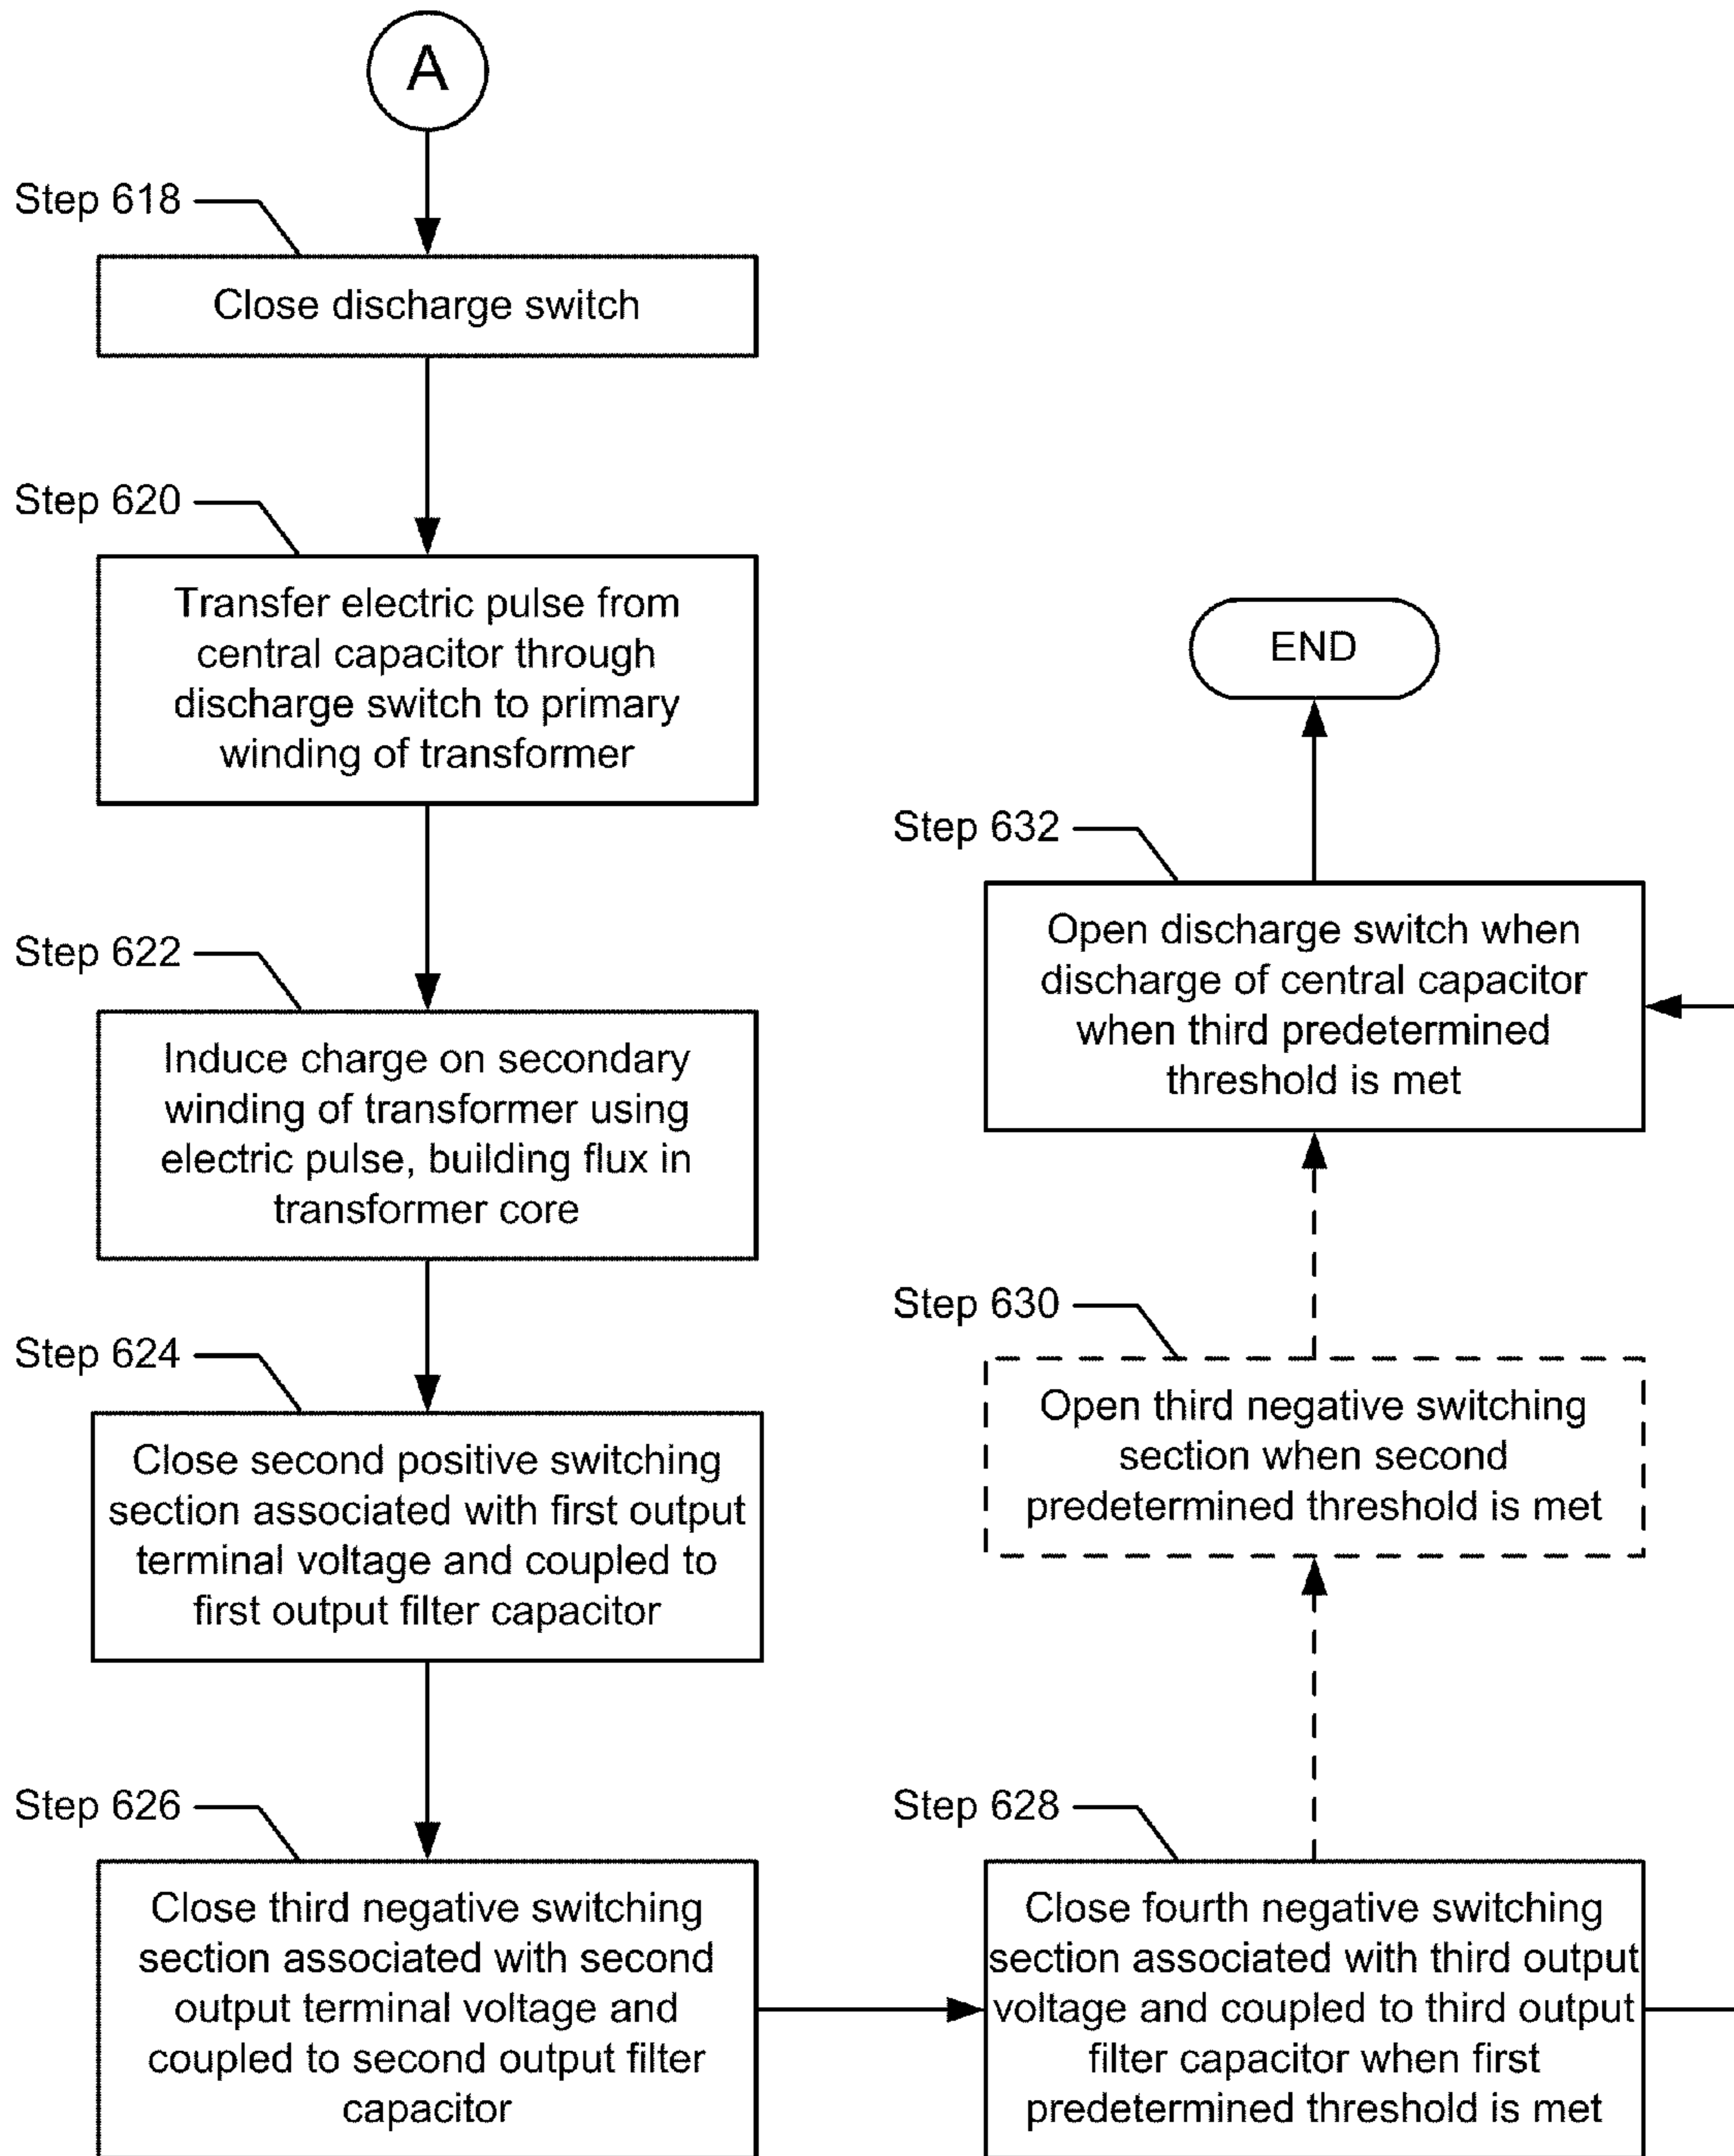 A
Step 618
Close discharge switch
Step 620
Transfer electric pulse from
central capacitor through
discharge switch to primary
winding of transformer
Step 622
Induce charge on secondary
winding of transformer using
electric pulse, building flux in
transformer core
Step 624
Close second positive switching
section associated with first output
terminal voltage and coupled to
first output filter capacitor
Step 626
Close third negative switching
section associated with second
output terminal voltage and
coupled to second output filter
capacitor
Step 628
Close fourth negative switching
section associated with third output
voltage and coupled to third output
filter capacitor when first
predetermined threshold is met
Step 630
Open third negative switching
section when second
predetermined threshold is met
Step 632
Open discharge switch when
discharge of central capacitor
when third predetermined
threshold is met
END